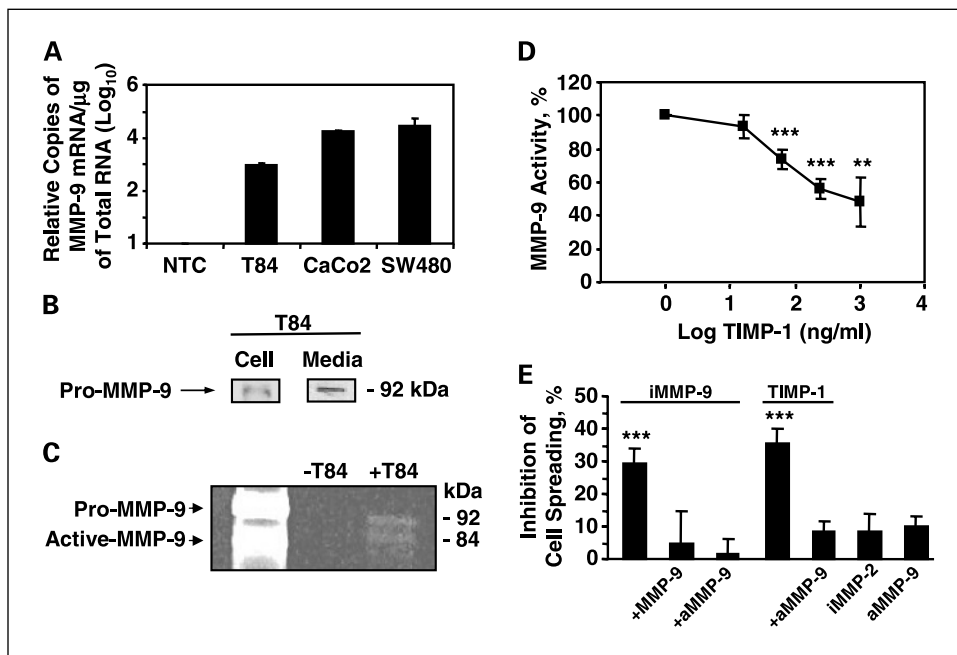 A
Relative Copies of
MMP-9 mRNA/μg
of Total RNA (Log10)
6
4
2
1
NTC T84 CaCo2 SW480
B
T84
Cell Media
Pro-MMP-9 - 92 kDa
C
-T84 +T84
kDa
Pro-MMP-9
- 92
Active-MMP-9
- 84
D
MMP-9 Activity, %
120
100
80
60
40
20
0
*** *** **
0 1 2 3 4
Log TIMP-1 (ng/ml)
E
Inhibition of
Cell Spreading, %
iMMP-9 TIMP-1
50
40
30
20
10
0
*** ***
+MMP-9 +aMMP-9 +aMMP-9 iMMP-2 aMMP-9